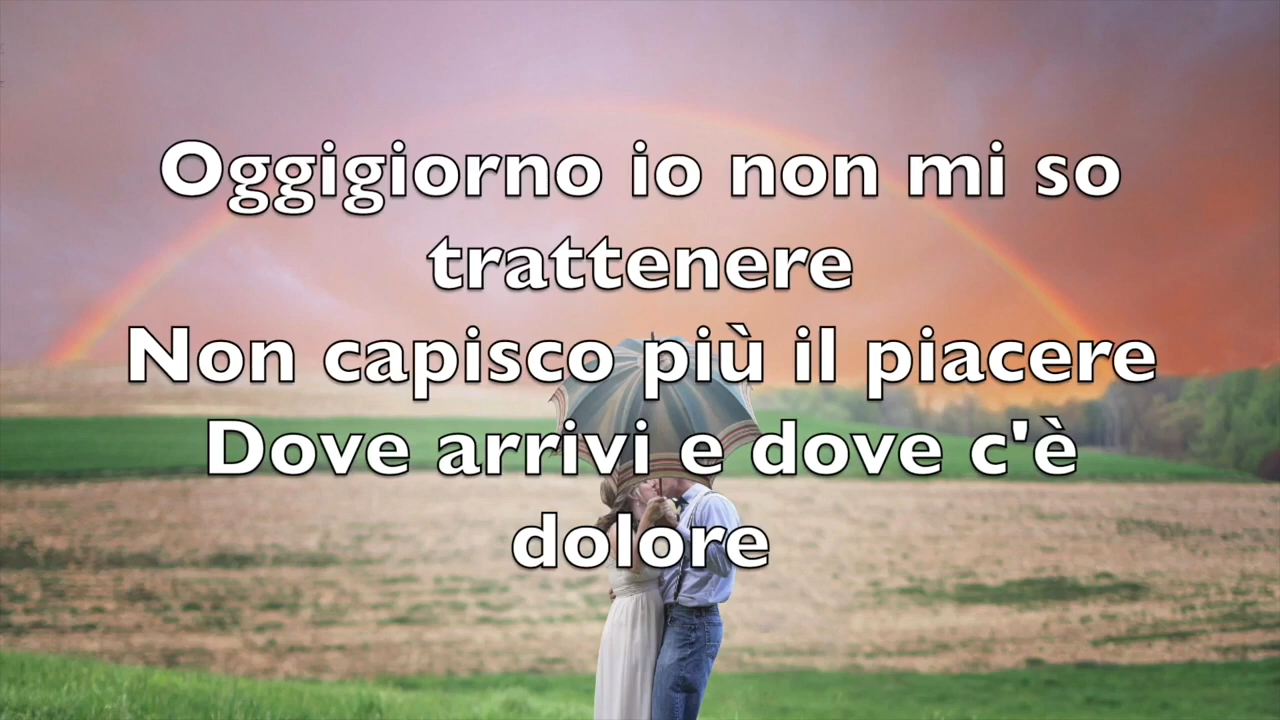 Oggigiorno io non mi so
trattenere
Non capisco più il piacere
Dove arrivi e dove c'è
dolore